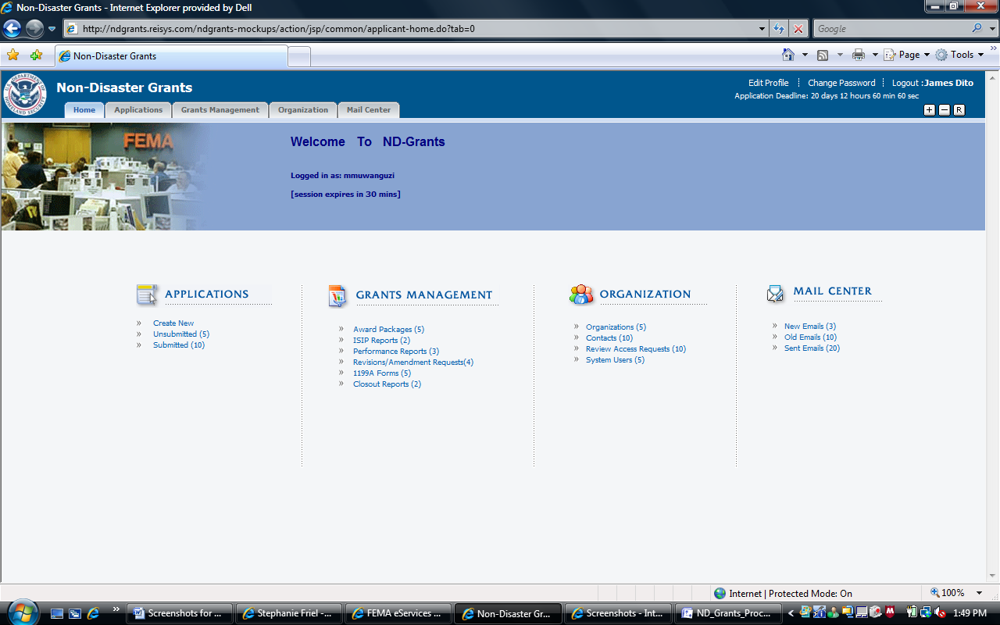 Non-Disaster Grants - Internet Explorer provided by Dell
http://ndgrants.reisys.com/ndgrants-mockups/action/jsp/common/applicant-home.do?tab=0
Google
Non-Disaster Grants
Page Tools »
Non-Disaster Grants
Edit Profile Change Password Logout :James Dito
Application Deadline: 20 days 12 hours 60 min 60 sec
+ − R
Home Applications Grants Management Organization Mail Center
FEMA
Welcome To ND-Grants
Logged in as: mmuwanguzi
[session expires in 30 mins]
APPLICATIONS
» Create New
» Unsubmitted (5)
» Submitted (10)
GRANTS MANAGEMENT
» Award Packages (5)
» ISIP Reports (2)
» Performance Reports (3)
» Revisions/Amendment Requests(4)
» 1199A Forms (5)
» Closeout Reports (2)
ORGANIZATION
» Organizations (5)
» Contacts (10)
» Review Access Requests (10)
» System Users (5)
MAIL CENTER
» New Emails (3)
» Old Emails (10)
» Sent Emails (20)
Internet | Protected Mode: On 100%
» Screenshots for ... Stephanie Friel -... FEMA eServices ... Non-Disaster Gr... Screenshots - Int... ND_Grants_Proc... 1:49 PM